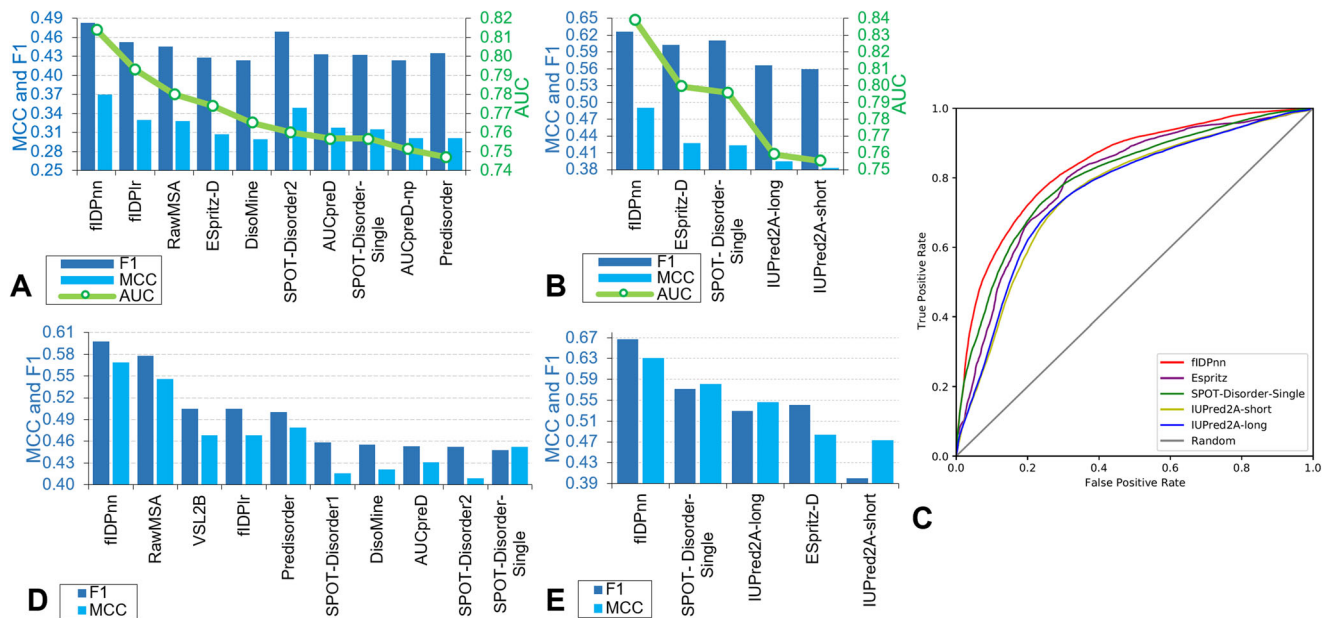 MCC and F1
0.49
0.46
0.43
0.40
0.37
0.34
0.31
0.28
0.25
0.82
0.81
0.80
0.79
0.78
0.77
0.76
0.75
0.74
AUC
flDPnn
flDPlr
RawMSA
ESpritz-D
DisoMine
SPOT-Disorder2
AUCpreD
SPOT-Disorder-
Single
AUCpreD-np
Predisorder
A
F1
MCC
AUC
MCC and F1
0.65
0.62
0.59
0.56
0.53
0.50
0.47
0.44
0.41
0.38
0.84
0.83
0.82
0.80
0.79
0.78
0.77
0.76
0.75
AUC
flDPnn
ESpritz-D
SPOT- Disorder-
Single
IUPred2A-long
IUPred2A-short
B
F1
MCC
AUC
True Positive Rate
1.0
0.8
0.6
0.4
0.2
0.0
0.0
0.2
0.4
0.6
0.8
1.0
False Positive Rate
flDPnn
Espritz
SPOT-Disorder-Single
IUPred2A-short
IUPred2A-long
Random
C
MCC and F1
0.61
0.58
0.55
0.52
0.49
0.46
0.43
0.40
flDPnn
RawMSA
VSL2B
flDPlr
Predisorder
SPOT-Disorder1
DisoMine
AUCpreD
SPOT-Disorder2
SPOT-Disorder-
Single
D
F1
MCC
MCC and F1
0.67
0.63
0.59
0.55
0.51
0.47
0.43
0.39
flDPnn
SPOT- Disorder-
Single
IUPred2A-long
ESpritz-D
IUPred2A-short
E
F1
MCC